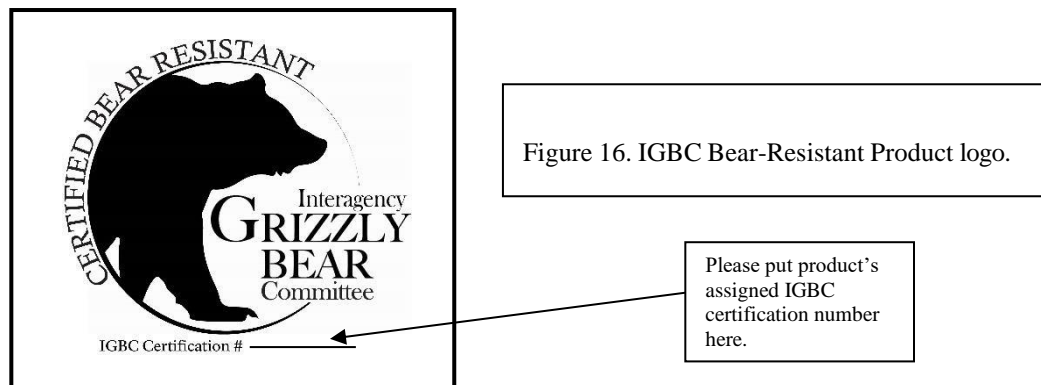 CERTIFIED BEAR RESISTANT
Interagency
GRIZZLY
BEAR
Committee
IGBC Certification #
Figure 16. IGBC Bear-Resistant Product logo.
Please put product’s
assigned IGBC
certification number
here.